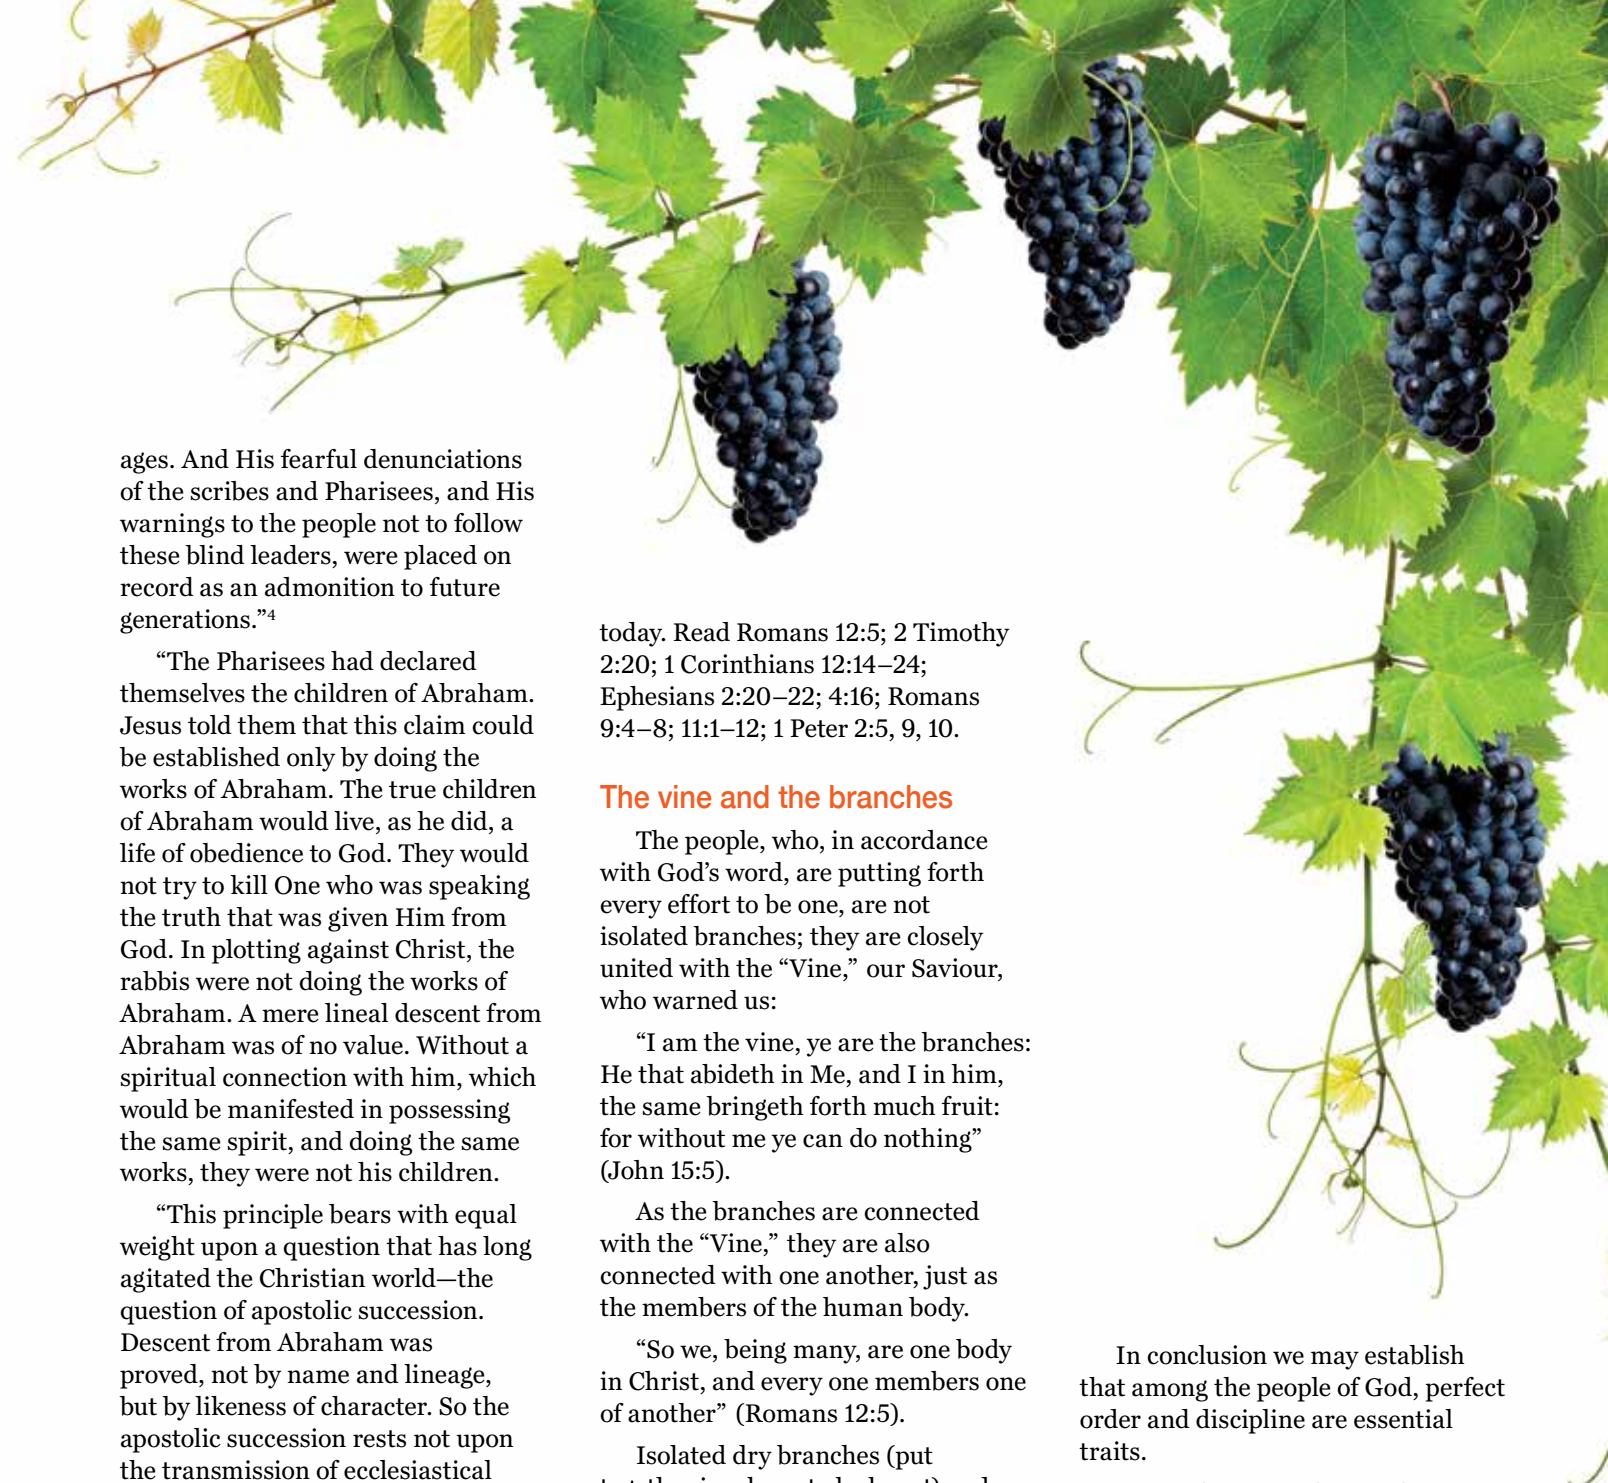 ages. And His fearful denunciations
of the scribes and Pharisees, and His
warnings to the people not to follow
these blind leaders, were placed on
record as an admonition to future
generations.”⁴
“The Pharisees had declared
themselves the children of Abraham.
Jesus told them that this claim could
be established only by doing the
works of Abraham. The true children
of Abraham would live, as he did, a
life of obedience to God. They would
not try to kill One who was speaking
the truth that was given Him from
God. In plotting against Christ, the
rabbis were not doing the works of
Abraham. A mere lineal descent from
Abraham was of no value. Without a
spiritual connection with him, which
would be manifested in possessing
the same spirit, and doing the same
works, they were not his children.
“This principle bears with equal
weight upon a question that has long
agitated the Christian world—the
question of apostolic succession.
Descent from Abraham was
proved, not by name and lineage,
but by likeness of character. So the
apostolic succession rests not upon
the transmission of ecclesiastical
today. Read Romans 12:5; 2 Timothy
2:20; 1 Corinthians 12:14–24;
Ephesians 2:20–22; 4:16; Romans
9:4–8; 11:1–12; 1 Peter 2:5, 9, 10.
The vine and the branches
The people, who, in accordance
with God’s word, are putting forth
every effort to be one, are not
isolated branches; they are closely
united with the “Vine,” our Saviour,
who warned us:
“I am the vine, ye are the branches:
He that abideth in Me, and I in him,
the same bringeth forth much fruit:
for without me ye can do nothing”
(John 15:5).
As the branches are connected
with the “Vine,” they are also
connected with one another, just as
the members of the human body.
“So we, being many, are one body
in Christ, and every one members one
of another” (Romans 12:5).
Isolated dry branches (put
In conclusion we may establish
that among the people of God, perfect
order and discipline are essential
traits.